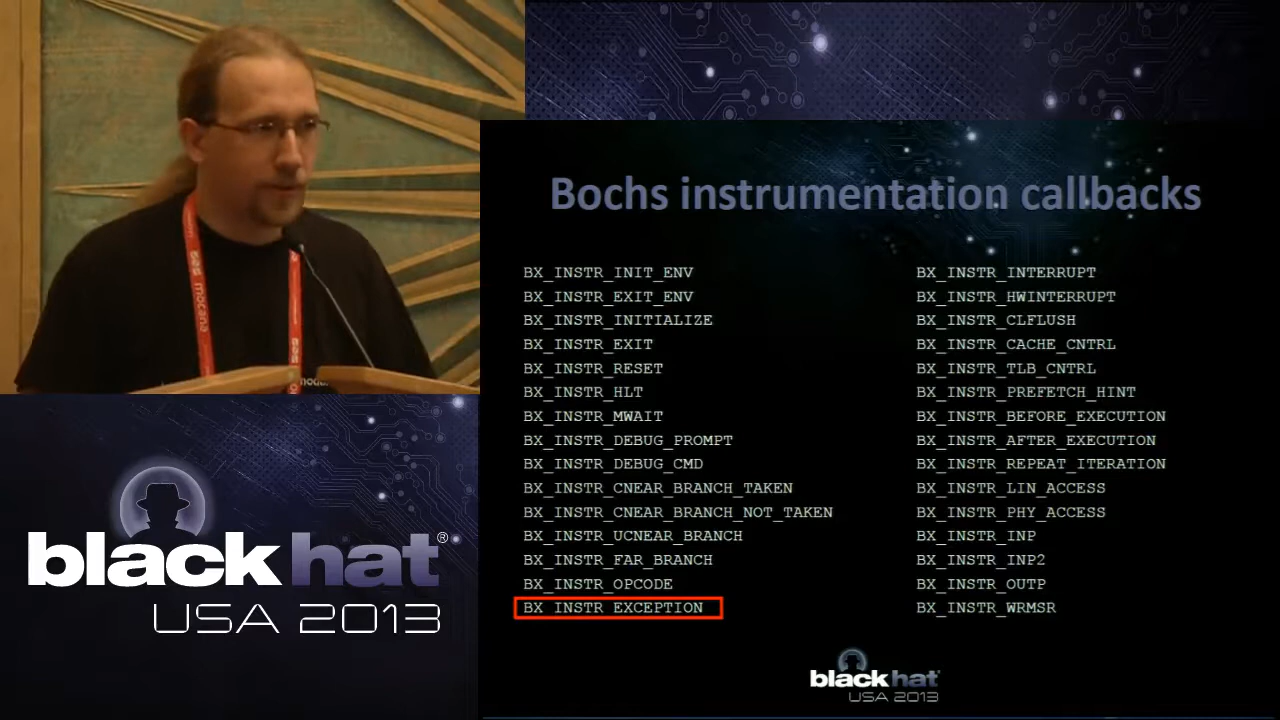 Bochs instrumentation callbacks
BX_INSTR_INIT_ENV
BX_INSTR_EXIT_ENV
BX_INSTR_INITIALIZE
BX_INSTR_EXIT
BX_INSTR_RESET
BX_INSTR_HLT
BX_INSTR_MWAIT
BX_INSTR_DEBUG_PROMPT
BX_INSTR_DEBUG_CMD
BX_INSTR_CNEAR_BRANCH_TAKEN
BX_INSTR_CNEAR_BRANCH_NOT_TAKEN
BX_INSTR_UCNEAR_BRANCH
BX_INSTR_FAR_BRANCH
BX_INSTR_OPCODE
BX_INSTR_EXCEPTION
BX_INSTR_INTERRUPT
BX_INSTR_HWINTERRUPT
BX_INSTR_CLFLUSH
BX_INSTR_CACHE_CNTRL
BX_INSTR_TLB_CNTRL
BX_INSTR_PREFETCH_HINT
BX_INSTR_BEFORE_EXECUTION
BX_INSTR_AFTER_EXECUTION
BX_INSTR_REPEAT_ITERATION
BX_INSTR_LIN_ACCESS
BX_INSTR_PHY_ACCESS
BX_INSTR_INP
BX_INSTR_INP2
BX_INSTR_OUTP
BX_INSTR_WRMSR
black hat
USA 2013
mocana
black hat®
USA 2013